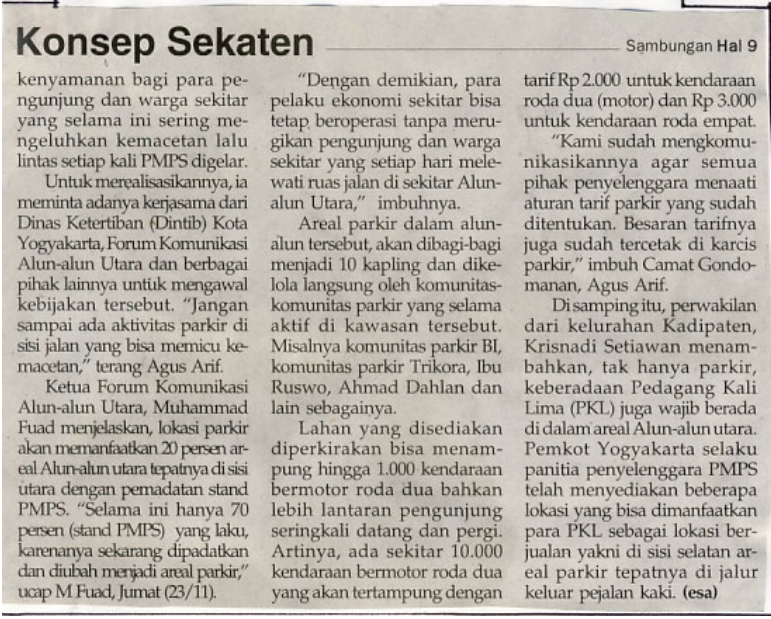 Konsep Sekaten
Sambungan Hal 9
kenyamanan bagi para pe-
ngunjung dan warga sekitar
yang selama ini sering me-
ngeluhkan kemacetan lalu
lintas setiap kali PMPS digelar.
Untuk merealisasikannya, ia
meminta adanya kerjasama dari
Dinas Ketertiban (Dintib) Kota
Yogyakarta, Forum Komunikasi
Alun-alun Utara dan berbagai
pihak lainnya untuk mengawal
kebijakan tersebut. “Jangan
sampai ada aktivitas parkir di
sisi jalan yang bisa memicu ke-
macetan,” terang Agus Arif.
Ketua Forum Komunikasi
Alun-alun Utara, Muhammad
Fuad menjelaskan, lokasi parkir
akan memanfaatkan 20 persen ar-
eal Alun-alun utara tepatnya di sisi
utara dengan pemadatan stand
PMPS. “Selama ini hanya 70
persen (stand PMPS) yang laku,
karenanya sekarang dipadatkan
dan diubah menjadi areal parkir,”
ucap M Fuad, Jumat (23/11).
“Dengan demikian, para
pelaku ekonomi sekitar bisa
tetap beroperasi tanpa meru-
gikan pengunjung dan warga
sekitar yang setiap hari mele-
wati ruas jalan di sekitar Alun-
alun Utara,” imbuhnya.
Areal parkir dalam alun-
alun tersebut, akan dibagi-bagi
menjadi 10 kapling dan dike-
lola langsung oleh komunitas-
komunitas parkir yang selama
aktif di kawasan tersebut.
Misalnya komunitas parkir BI,
komunitas parkir Trikora, Ibu
Ruswo, Ahmad Dahlan dan
lain sebagainya.
Lahan yang disediakan
diperkirakan bisa menam-
pung hingga 1.000 kendaraan
bermotor roda dua bahkan
lebih lantaran pengunjung
seringkali datang dan pergi.
Artinya, ada sekitar 10.000
kendaraan bermotor roda dua
yang akan tertampung dengan
tarif Rp 2.000 untuk kendaraan
roda dua (motor) dan Rp 3.000
untuk kendaraan roda empat.
“Kami sudah mengkomu-
nikasikannya agar semua
pihak penyelenggara menaati
aturan tarif parkir yang sudah
ditentukan. Besaran tarifnya
juga sudah tercetak di karcis
parkir,” imbuh Camat Gondo-
manan, Agus Arif.
Di samping itu, perwakilan
dari kelurahan Kadipaten,
Krisnadi Setiawan menam-
bahkan, tak hanya parkir,
keberadaan Pedagang Kali
Lima (PKL) juga wajib berada
di dalam areal Alun-alun utara.
Pemkot Yogyakarta selaku
panitia penyelenggara PMPS
telah menyediakan beberapa
lokasi yang bisa dimanfaatkan
para PKL sebagai lokasi ber-
jualan yakni di sisi selatan ar-
eal parkir tepatnya di jalur
keluar pejalan kaki. (esa)